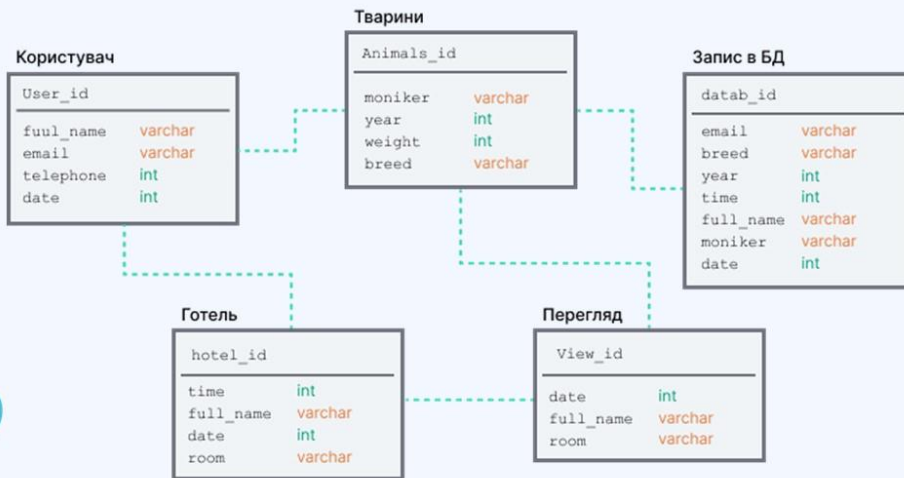 Тварини
Animals_id
moniker varchar
year int
weight int
breed varchar
Користувач
User_id
fuul_name varchar
email varchar
telephone int
date int
Запис в БД
datab_id
email varchar
breed varchar
year int
time int
full_name varchar
moniker varchar
date int
Готель
hotel_id
time int
full_name varchar
date int
room varchar
Перегляд
View_id
date int
full_name varchar
room varchar